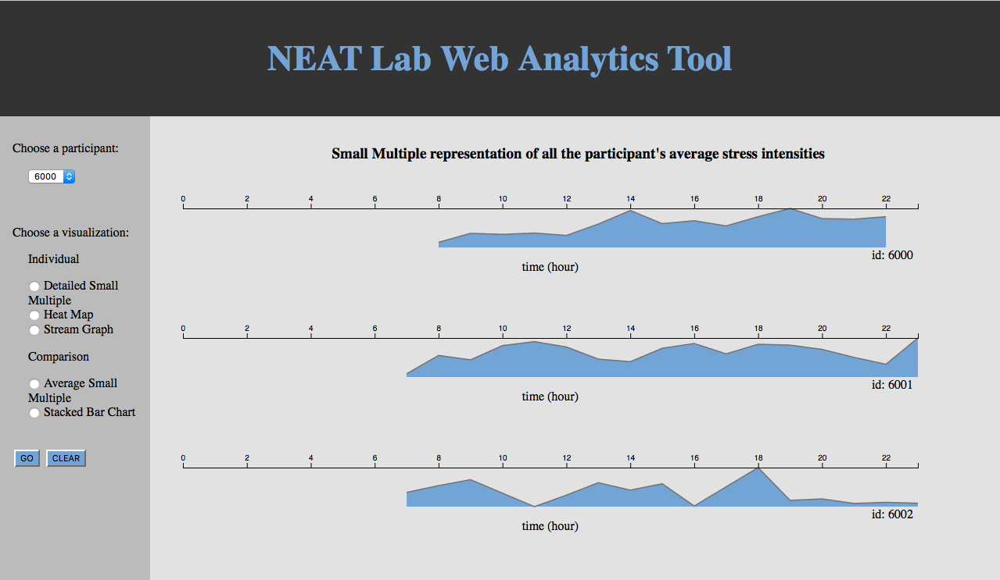 NEAT Lab Web Analytics Tool
Choose a participant:
6000
Choose a visualization:
Individual
Detailed Small
Multiple
Heat Map
Stream Graph
Comparison
Average Small
Multiple
Stacked Bar Chart
GO CLEAR
Small Multiple representation of all the participant's average stress intensities
0 2 4 6 8 10 12 14 16 18 20 22
id: 6000
time (hour)
0 2 4 6 8 10 12 14 16 18 20 22
id: 6001
time (hour)
0 2 4 6 8 10 12 14 16 18 20 22
id: 6002
time (hour)